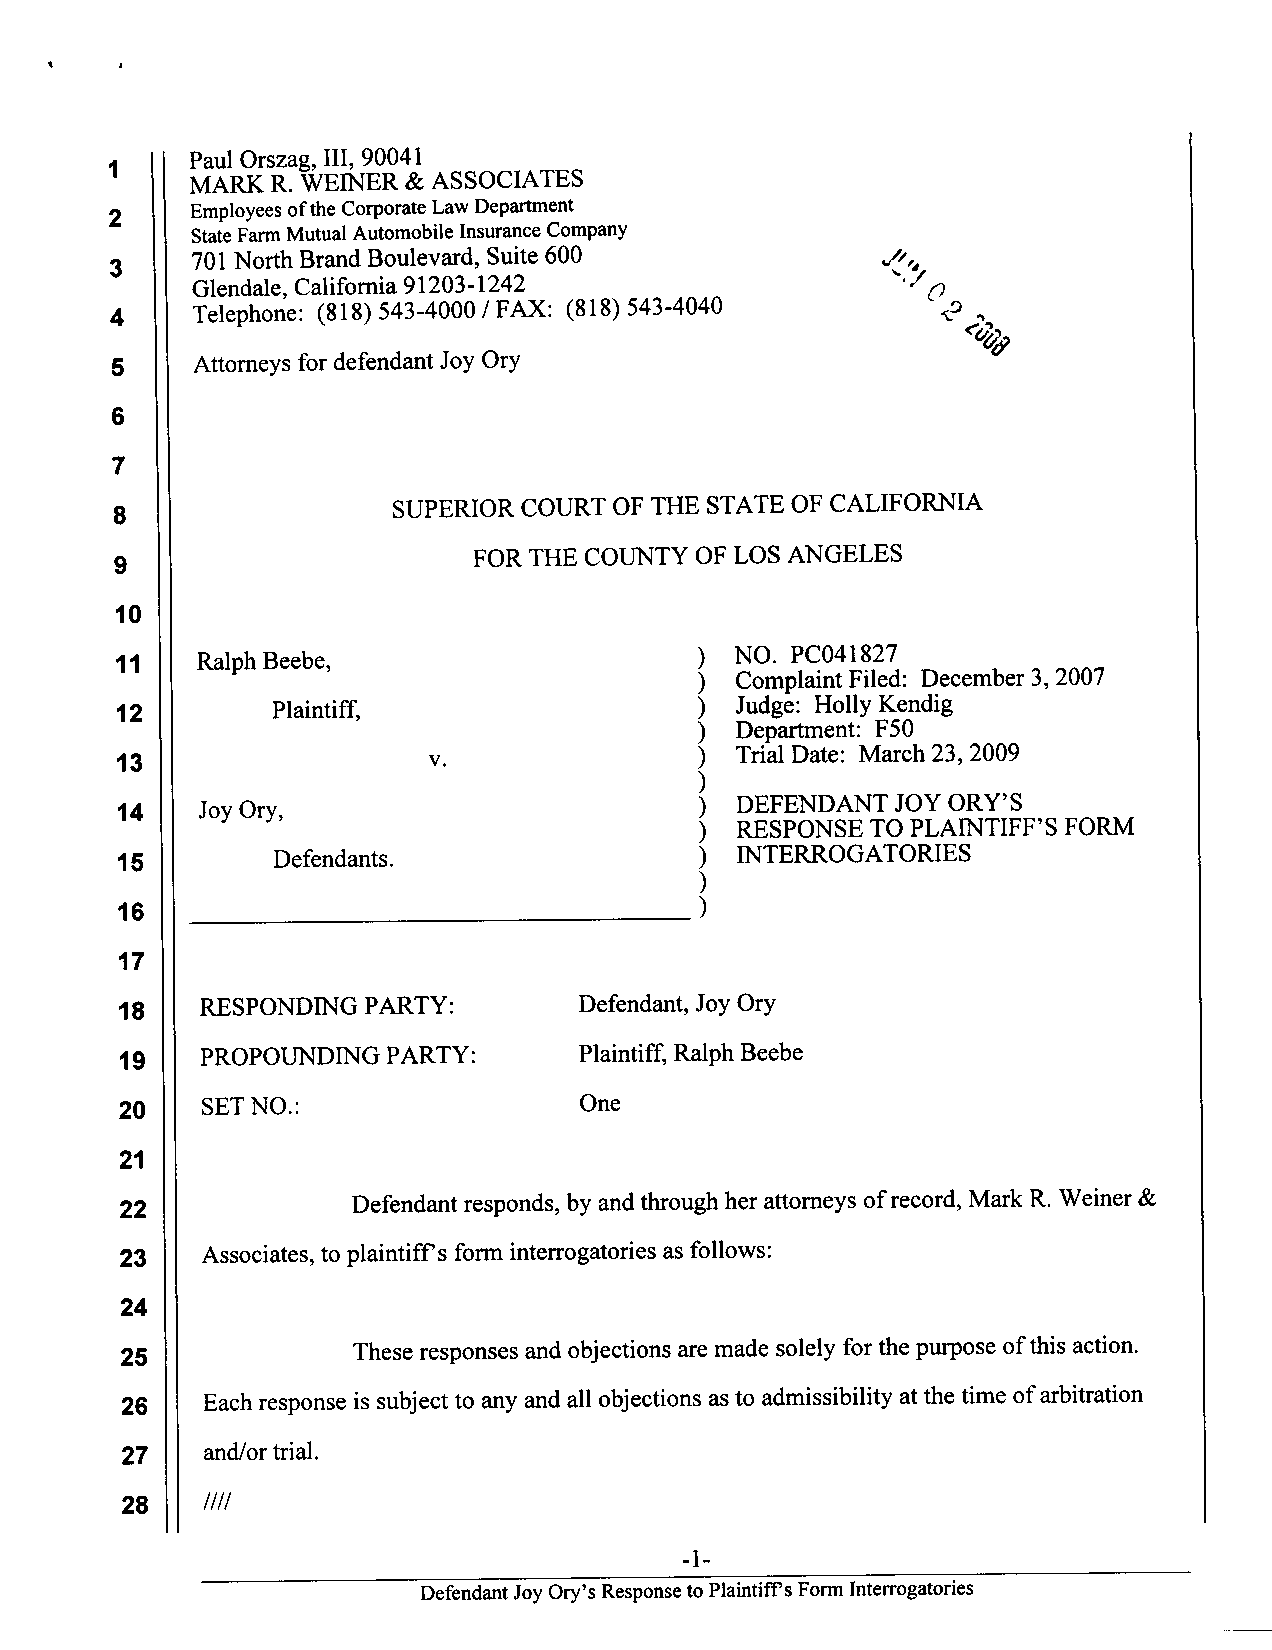 1 Paul Orszag, III, 90041
MARK R. WEINER & ASSOCIATES
2 Employees of the Corporate Law Department
State Farm Mutual Automobile Insurance Company
3 701 North Brand Boulevard, Suite 600
Glendale, California 91203-1242
4 Telephone: (818) 543-4000 / FAX: (818) 543-4040
02 2008
5 Attorneys for defendant Joy Ory
6
7
8 SUPERIOR COURT OF THE STATE OF CALIFORNIA
9 FOR THE COUNTY OF LOS ANGELES
10
11 Ralph Beebe, ) NO. PC041827
) Complaint Filed: December 3, 2007
12 Plaintiff, ) Judge: Holly Kendig
) Department: F50
13 v. ) Trial Date: March 23, 2009
)
14 Joy Ory, ) DEFENDANT JOY ORY'S
) RESPONSE TO PLAINTIFF'S FORM
15 Defendants. ) INTERROGATORIES
)
16 )
17
18 RESPONDING PARTY: Defendant, Joy Ory
19 PROPOUNDING PARTY: Plaintiff, Ralph Beebe
20 SET NO.: One
21
22 Defendant responds, by and through her attorneys of record, Mark R. Weiner &
23 Associates, to plaintiff's form interrogatories as follows:
24
25 These responses and objections are made solely for the purpose of this action.
26 Each response is subject to any and all objections as to admissibility at the time of arbitration
27 and/or trial.
28 ////
-1-
Defendant Joy Ory's Response to Plaintiff's Form Interrogatories